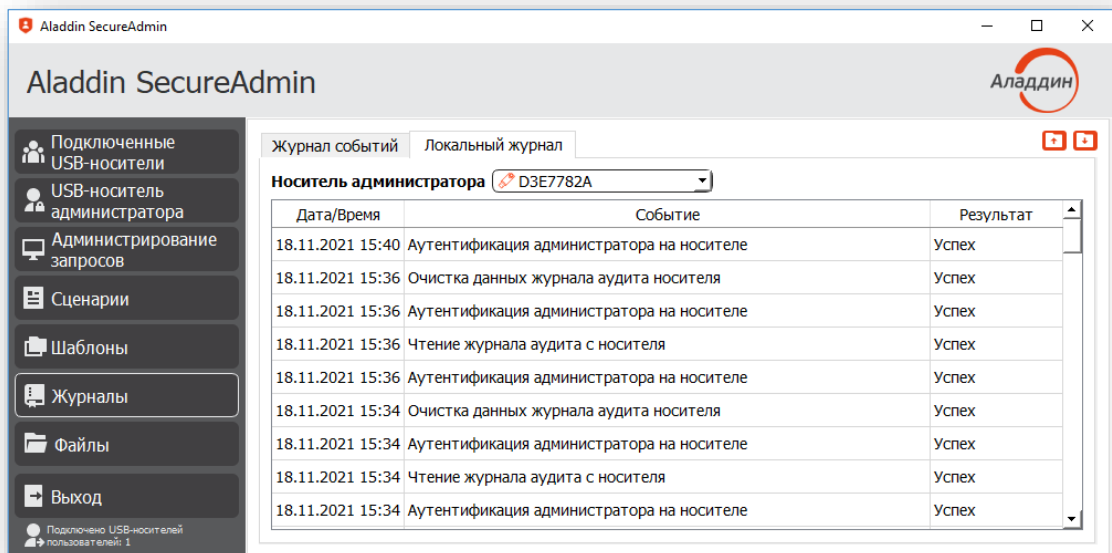 Aladdin SecureAdmin
Aladdin SecureAdmin
Аладдин
Подключенные
USB-носители
USB-носитель
администратора
Администрирование
запросов
Сценарии
Шаблоны
Журналы
Файлы
Выход
Подключено USB-носителей
пользователей: 1
Журнал событий Локальный журнал
Носитель администратора D3E7782A
Дата/Время Событие Результат
18.11.2021 15:40 Аутентификация администратора на носителе Успех
18.11.2021 15:36 Очистка данных журнала аудита носителя Успех
18.11.2021 15:36 Аутентификация администратора на носителе Успех
18.11.2021 15:36 Чтение журнала аудита с носителя Успех
18.11.2021 15:36 Аутентификация администратора на носителе Успех
18.11.2021 15:34 Очистка данных журнала аудита носителя Успех
18.11.2021 15:34 Аутентификация администратора на носителе Успех
18.11.2021 15:34 Чтение журнала аудита с носителя Успех
18.11.2021 15:34 Аутентификация администратора на носителе Успех